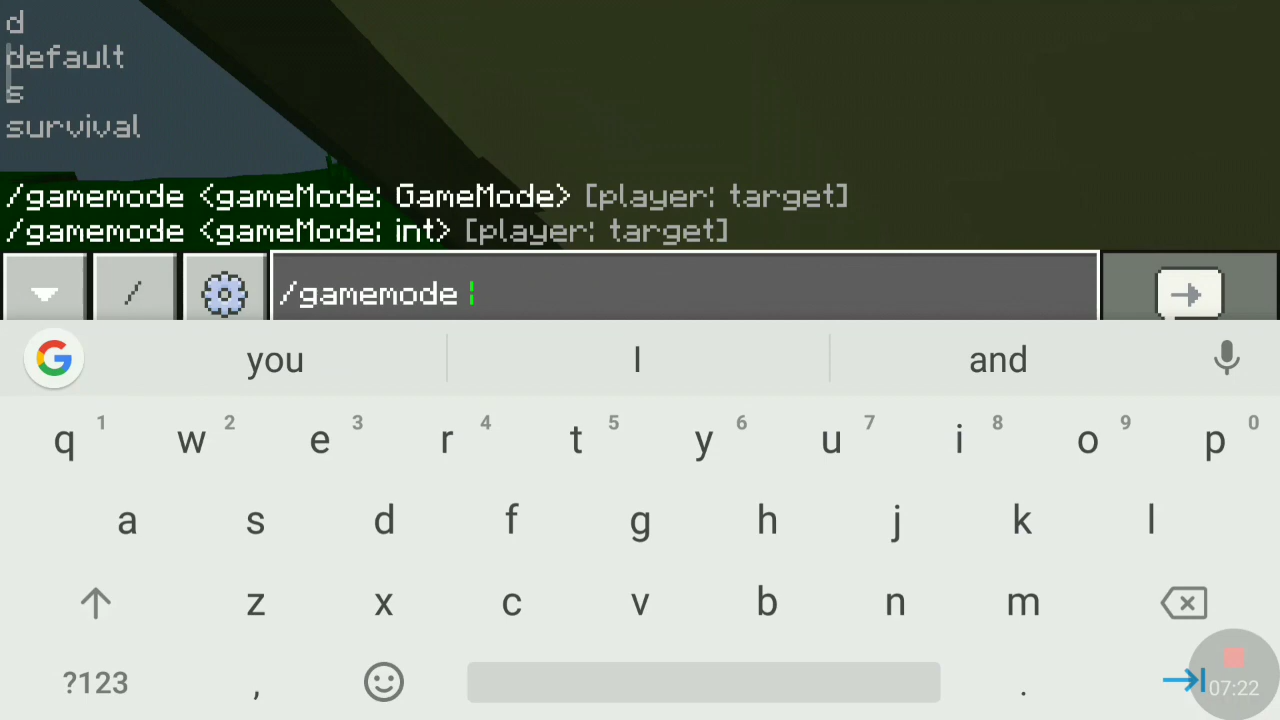 d
default
s
survival
/gamemode <gameMode: GameMode> [player: target]
/gamemode <gameMode: int> [player: target]
/ /gamemode
you I and
q 1 w 2 e 3 r 4 t 5 y 6 u 7 i 8 o 9 p 0
a s d f g h j k l
z x c v b n m
?123 , . 07:22